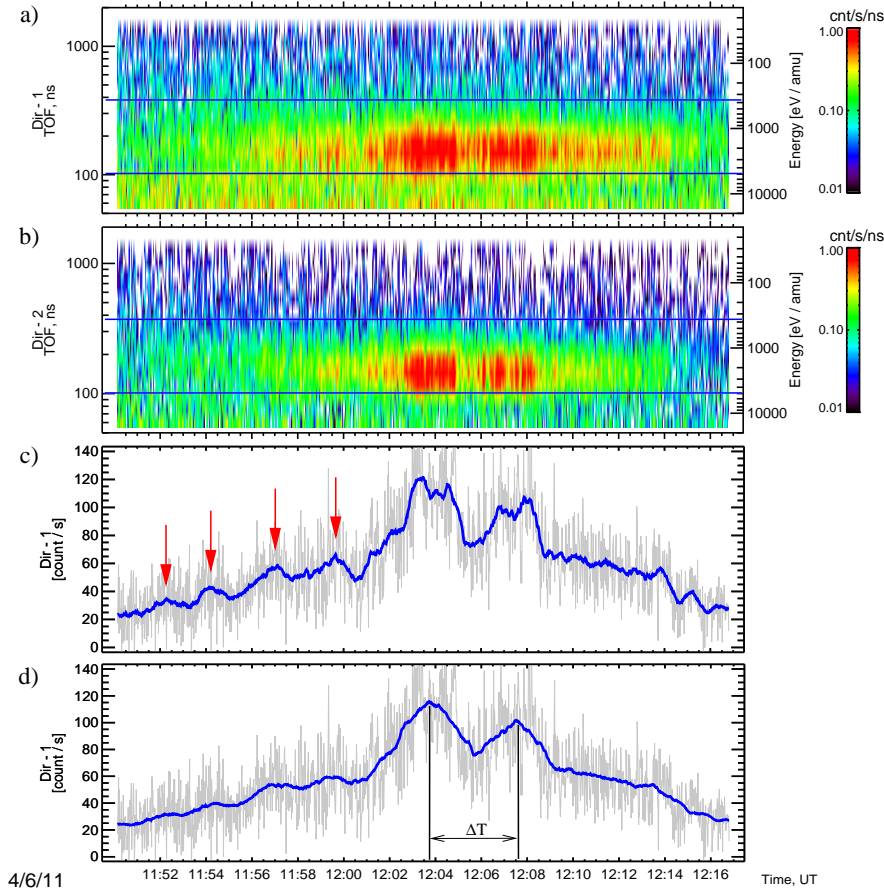 a)
cnt/s/ns
1000
100
Dir - 1
TOF, ns
100
1000
10000
Energy [eV / amu]
1.00
0.10
0.01
b)
cnt/s/ns
1000
100
Dir - 2
TOF, ns
100
1000
10000
Energy [eV / amu]
1.00
0.10
0.01
c)
140
120
100
80
60
40
20
0
Dir - 1
[count / s]
d)
140
120
100
80
60
40
20
0
Dir - 1
[count / s]
ΔT
11:52 11:54 11:56 11:58 12:00 12:02 12:04 12:06 12:08 12:10 12:12 12:14 12:16
4/6/11
Time, UT